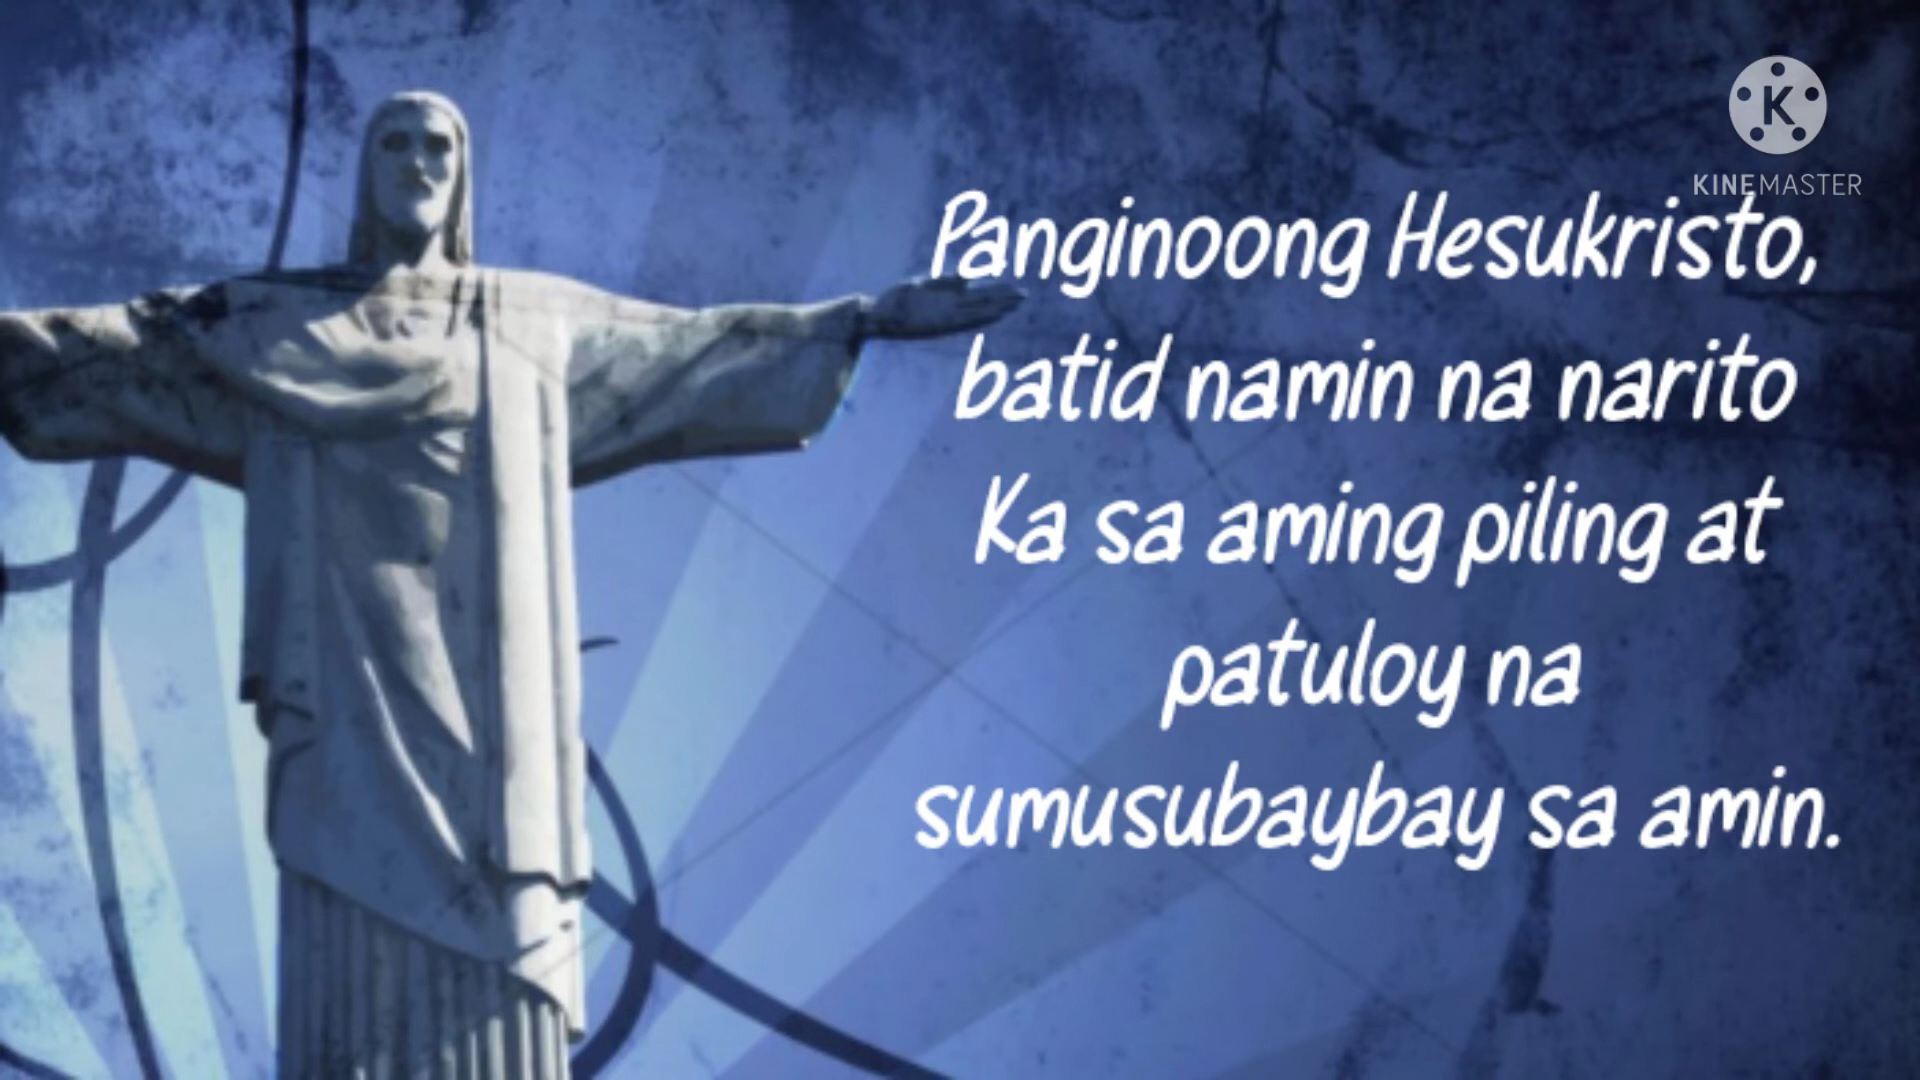 KINEMASTER
Panginoong Hesukristo,
batid namin na narito
Ka sa aming piling at
patuloy na
sumusubaybay sa amin.